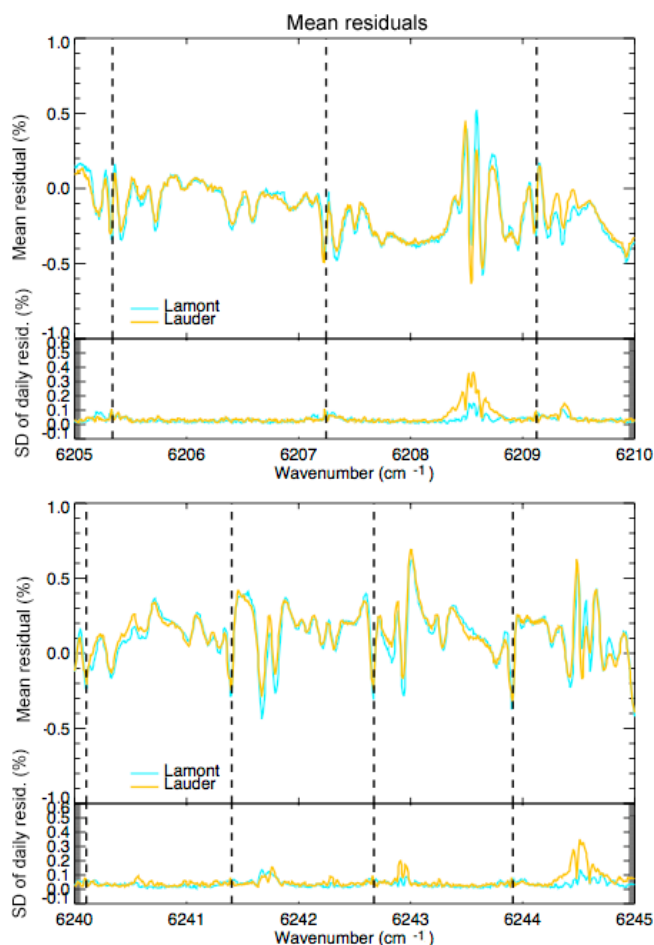 Mean residuals
1.0
0.5
0.0
-0.5
-1.0
Mean residual (%)
Lamont
Lauder
0.6
0.5
0.4
0.3
0.2
0.1
0.0
-0.1
SD of daily resid. (%)
6205 6206 6207 6208 6209 6210
Wavenumber (cm -1)
1.0
0.5
0.0
-0.5
-1.0
Mean residual (%)
Lamont
Lauder
0.6
0.5
0.4
0.3
0.2
0.1
0.0
-0.1
SD of daily resid. (%)
6240 6241 6242 6243 6244 6245
Wavenumber (cm -1)